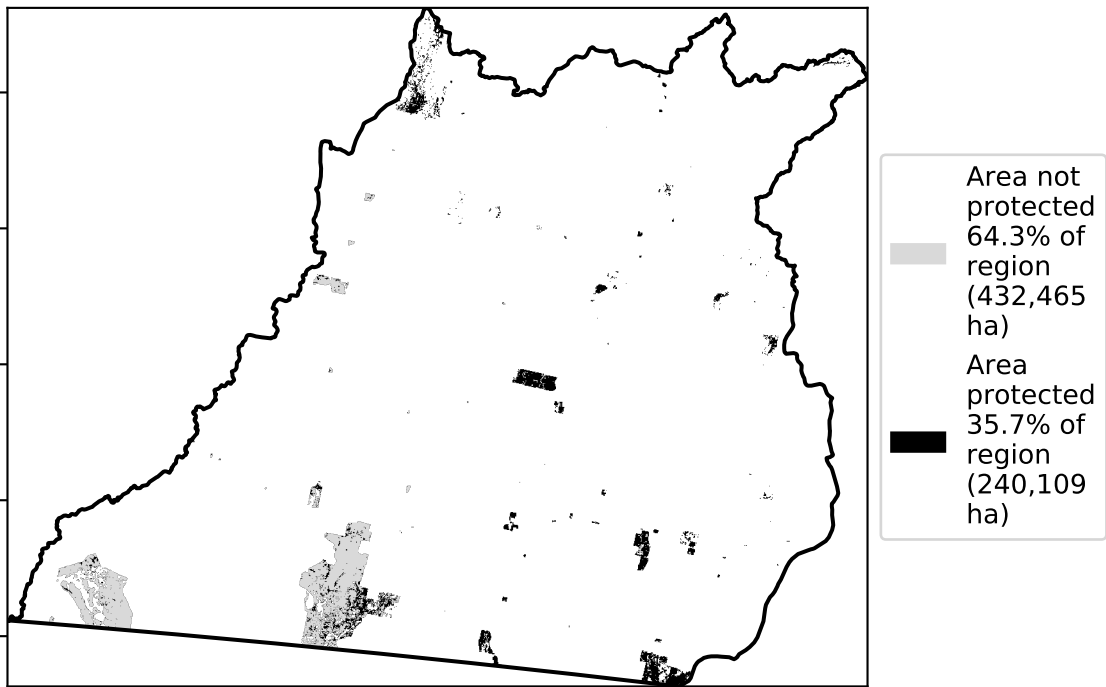 Area not
protected
64.3% of
region
(432,465
ha)
Area
protected
35.7% of
region
(240,109
ha)